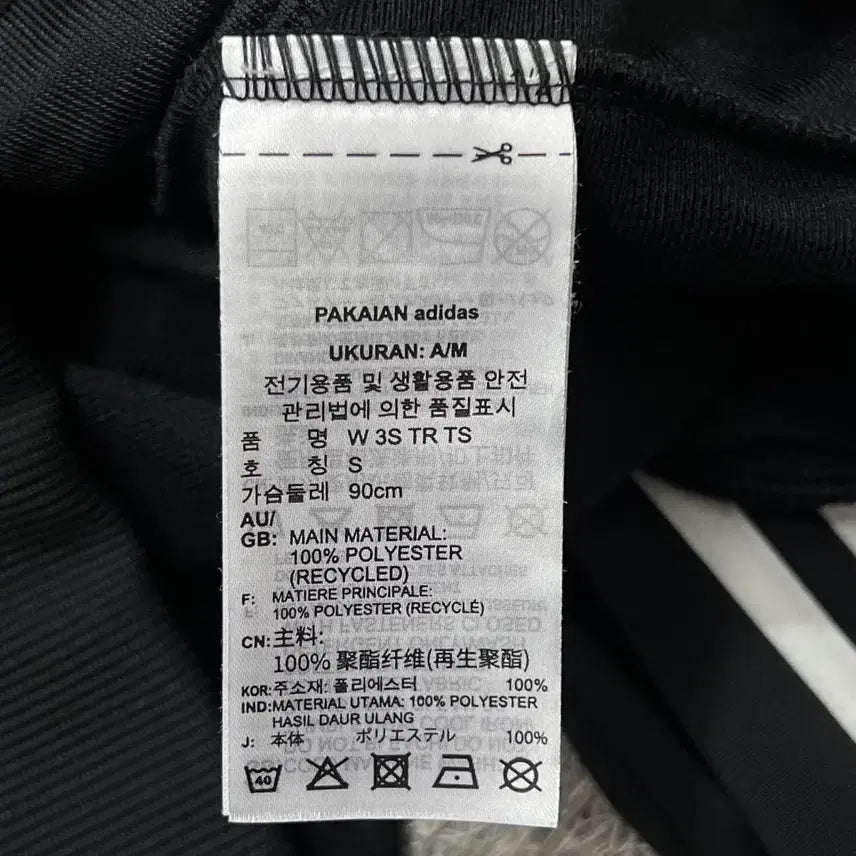 PAKAIAN adidas
UKURAN: A/M
전기용품 및 생활용품 안전
관리법에 의한 품질표시
품 명 W 3S TR TS
호 칭 S
가슴둘레 90cm
AU/
GB: MAIN MATERIAL:
100% POLYESTER
(RECYCLED)
F: MATIERE PRINCIPALE:
100% POLYESTER (RECYCLÉ)
CN:主料:
100% 聚酯纤维(再生聚酯)
KOR:주소재: 폴리에스터 100%
IND:MATERIAL UTAMA: 100% POLYESTER
HASIL DAUR ULANG
J: 本体 ポリエステル 100%
40